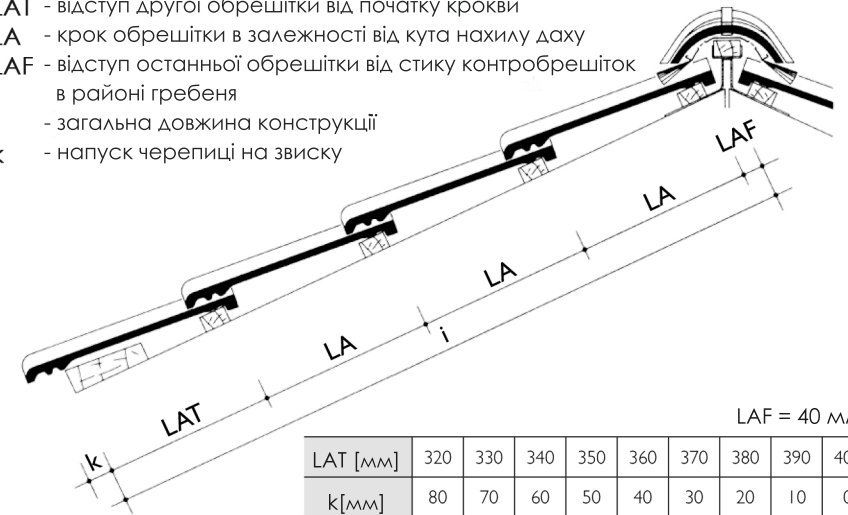 LAT - відступ другої обрешітки від початку крокви
LA - крок обрешітки в залежності від кута нахилу даху
LAF - відступ останньої обрешітки від стику контробрешіток
в районі гребеня
- загальна довжина конструкції
k - напуск черепиці на звиску
LAF
LA
LA
i
LA
LAT
k
LAF = 40 мм
LAT [мм] 320 330 340 350 360 370 380 390 40
k[мм] 80 70 60 50 40 30 20 10 0